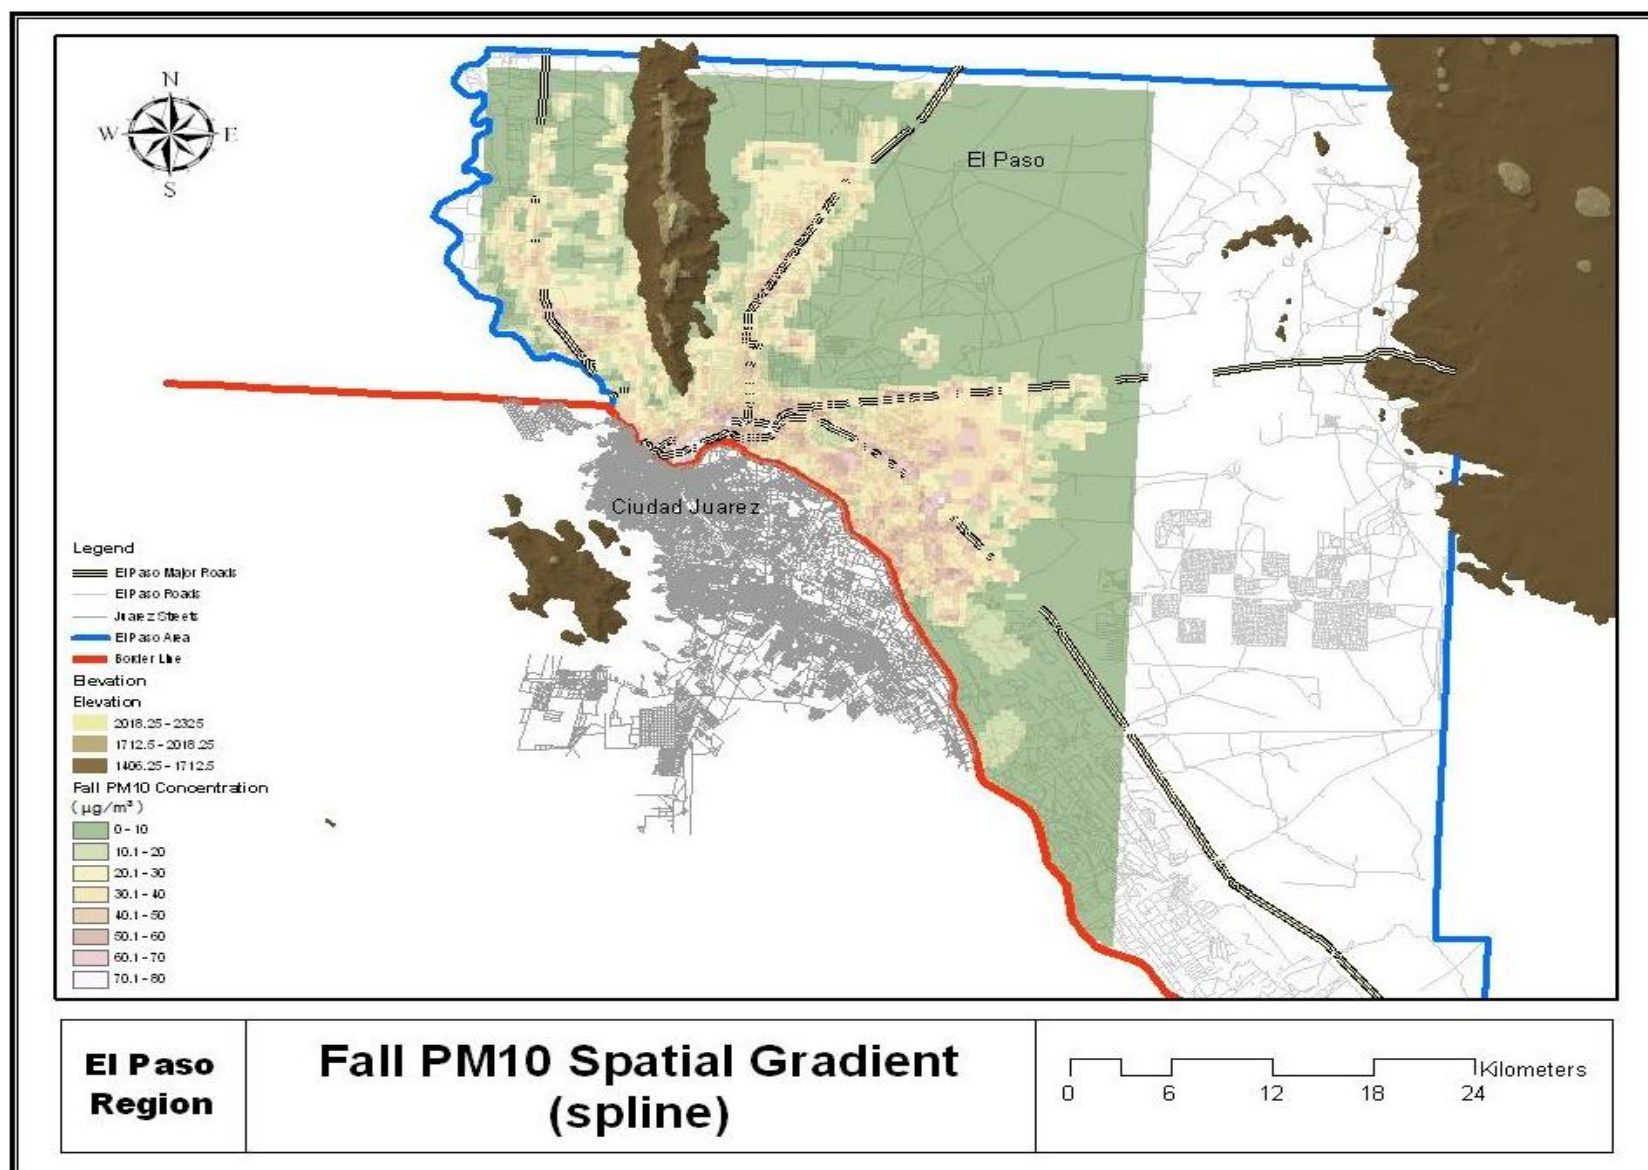 N
W
E
S
El Paso
Ciudad Juarez
Legend
El Paso Major Roads
El Paso Roads
Juarez Streets
El Paso Area
Border Line
Elevation
Elevation
2018.25 - 2325
1712.5 - 2018.25
1406.25 - 1712.5
Fall PM10 Concentration
( µg/m³ )
0 - 10
10.1 - 20
20.1 - 30
30.1 - 40
40.1 - 50
50.1 - 60
60.1 - 70
70.1 - 80
El Paso
Region
Fall PM10 Spatial Gradient
(spline)
Kilometers
0 6 12 18 24